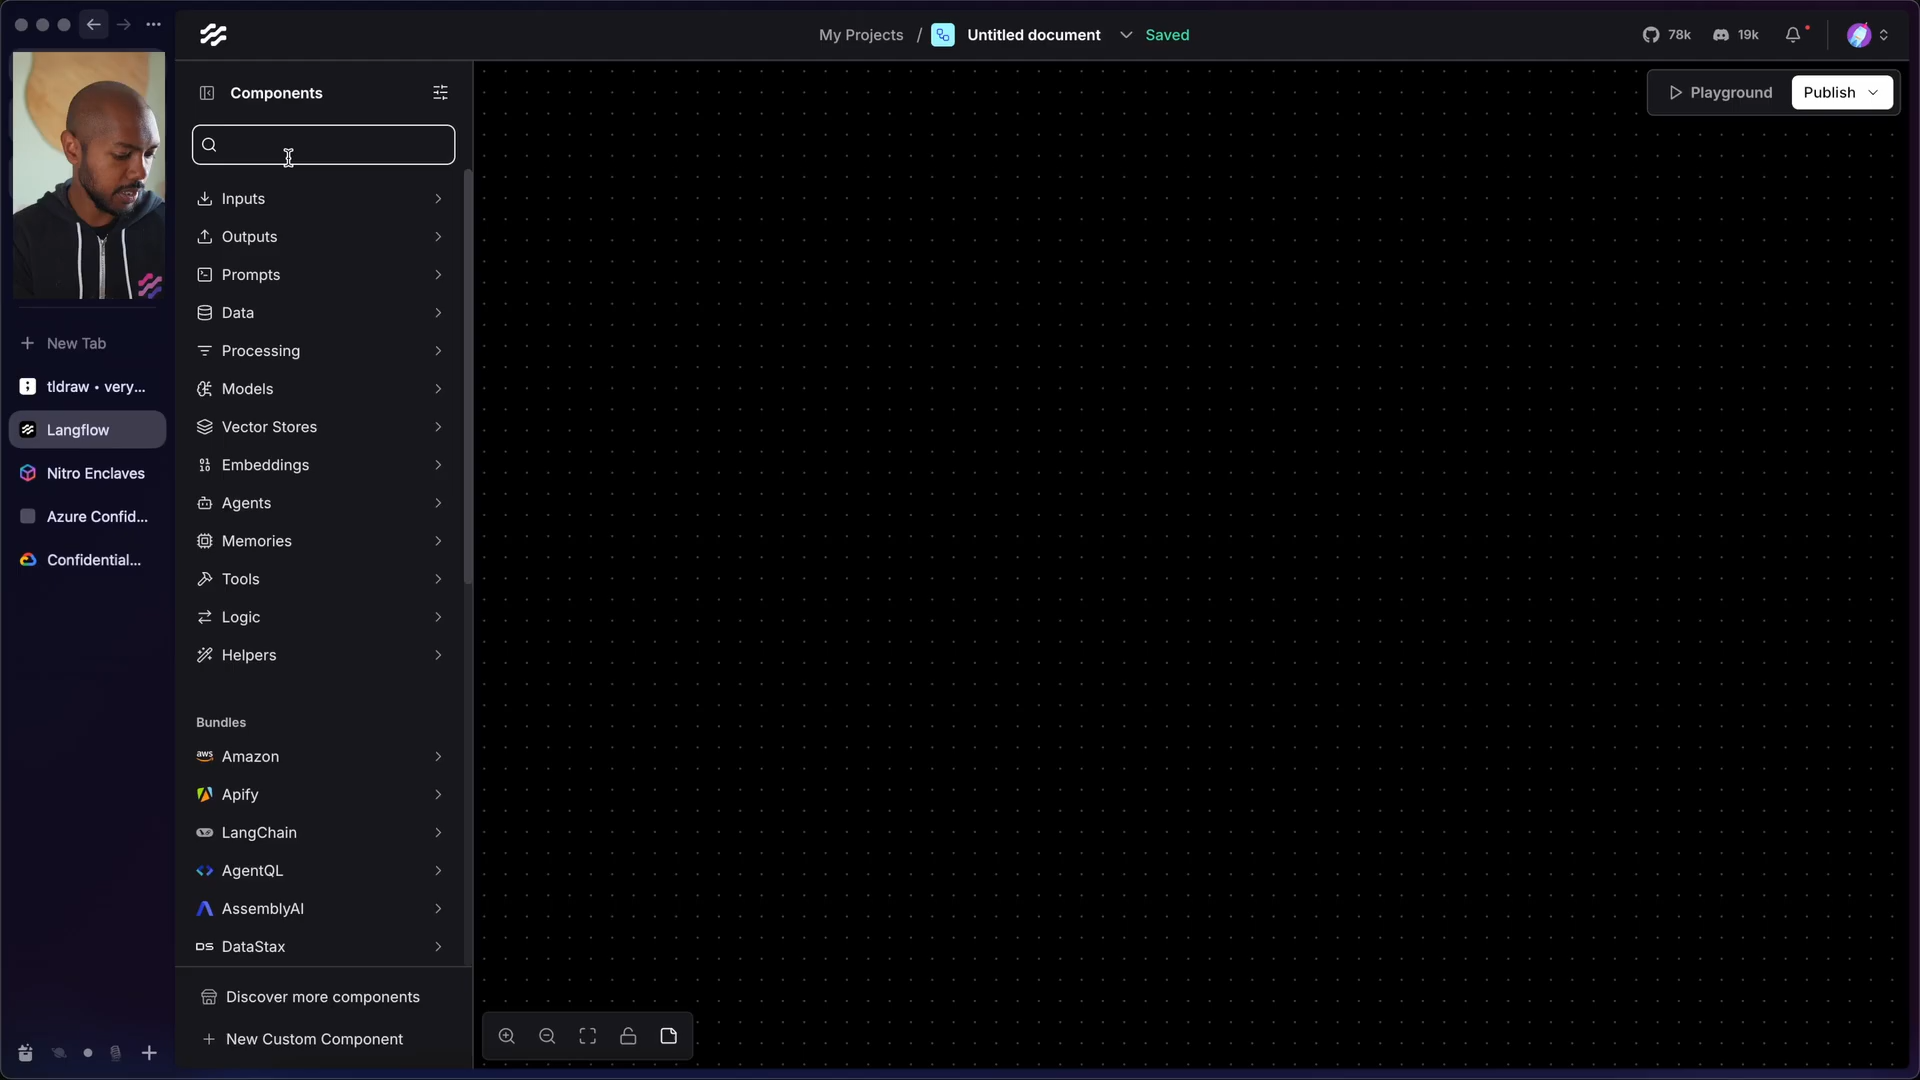 My Projects / Untitled document Saved
78k 19k
Components
Playground Publish
Inputs
Outputs
Prompts
Data
Processing
Models
Vector Stores
Embeddings
Agents
Memories
Tools
Logic
Helpers
Bundles
aws Amazon
Apify
LangChain
AgentQL
AssemblyAI
DS DataStax
Discover more components
New Custom Component
New Tab
tldraw • very...
Langflow
Nitro Enclaves
Azure Confid...
Confidential...